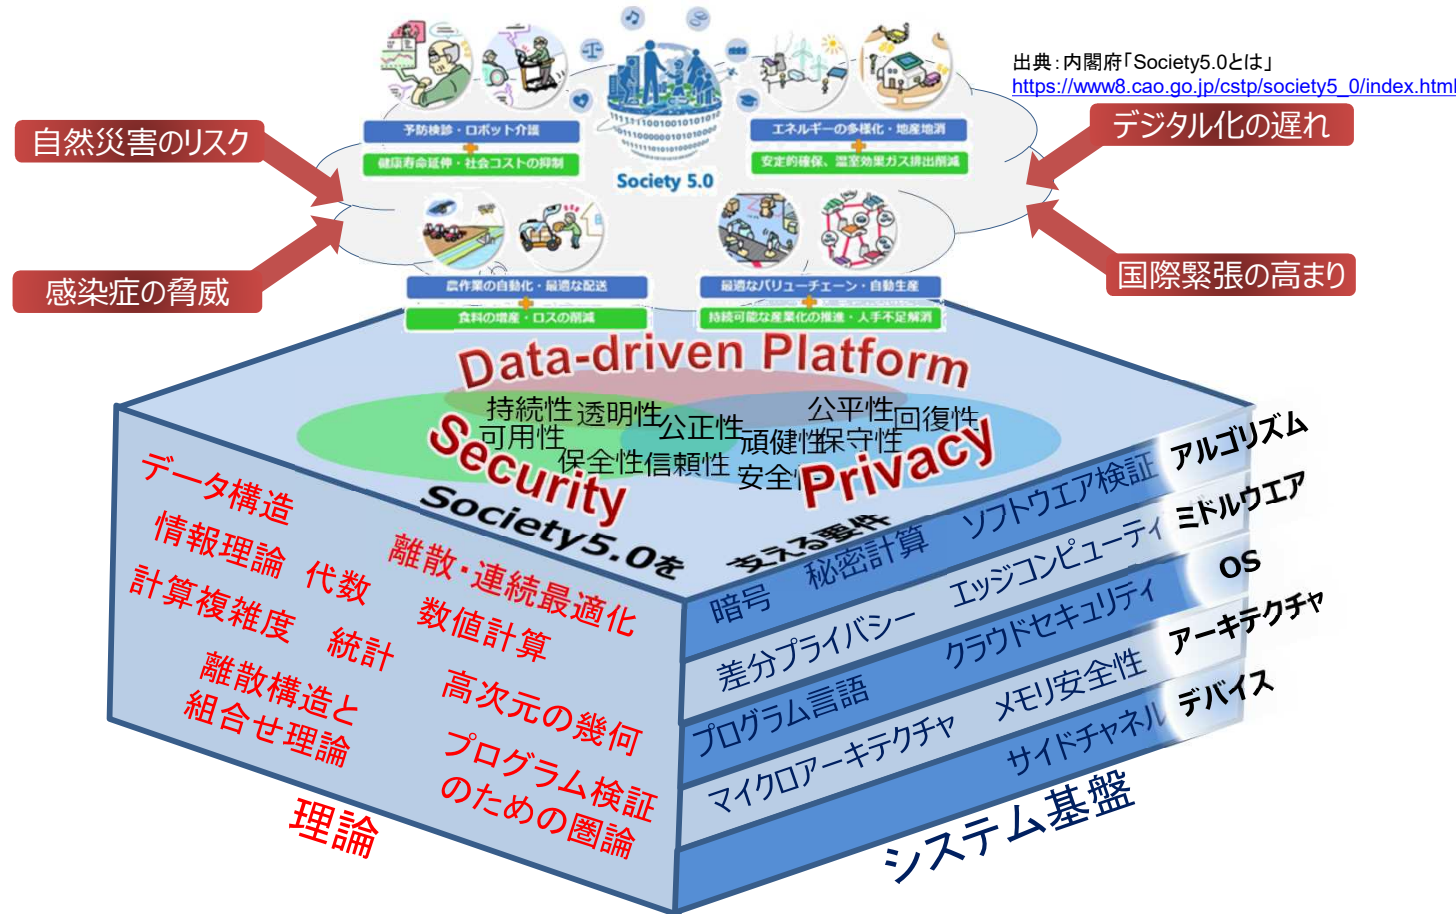 出典：内閣府「Society5.0とは」
https://www8.cao.go.jp/cstp/society5_0/index.html
自然災害のリスク
感染症の脅威
デジタル化の遅れ
国際緊張の高まり
予防検診・ロボット介護
健康寿命延伸・社会コストの抑制
Society 5.0
エネルギーの多様化・地産地消
安定的確保、温室効果ガス排出削減
農作業の自動化・最適な配送
食料の増産・ロスの削減
最適なバリューチェーン・自動生産
持続可能な産業化の推進・人手不足解消
Data-driven Platform
持続性
透明性
公正性
公平性
回復性
可用性
頑健性
保守性
保全性
信頼性
安全性
Security
Privacy
Society5.0を
支える要件
データ構造
情報理論
代数
離散・連続最適化
計算複雑度
統計
数値計算
離散構造と
組合せ理論
高次元の幾何
プログラム検証
のための圏論
理論
暗号
秘密計算
ソフトウエア検証
アルゴリズム
差分プライバシー
エッジコンピューティ
ミドルウエア
プログラム言語
クラウドセキュリティ
OS
マイクロアーキテクチャ
メモリ安全性
アーキテクチャ
サイドチャネル
デバイス
システム基盤